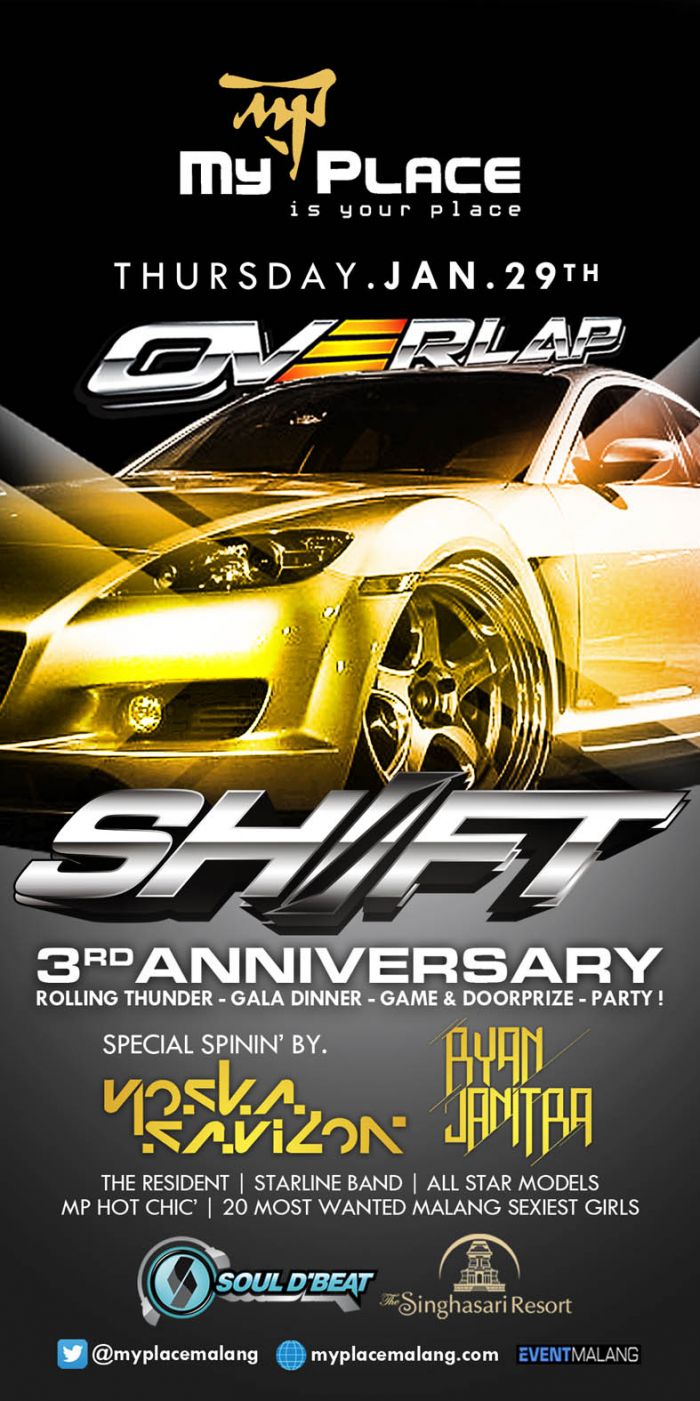 MP
My Place
is your place
THURSDAY.JAN.29TH
OVERLAP
SHIFT
3RD ANNIVERSARY
ROLLING THUNDER - GALA DINNER - GAME & DOORPRIZE - PARTY !
SPECIAL SPININ' BY.
RYAN
JANITRA
THE RESIDENT | STARLINE BAND | ALL STAR MODELS
MP HOT CHIC' | 20 MOST WANTED MALANG SEXIEST GIRLS
SOUL D'BEAT
The Singhasari Resort
@myplacemalang myplacemalang.com EVENTMALANG